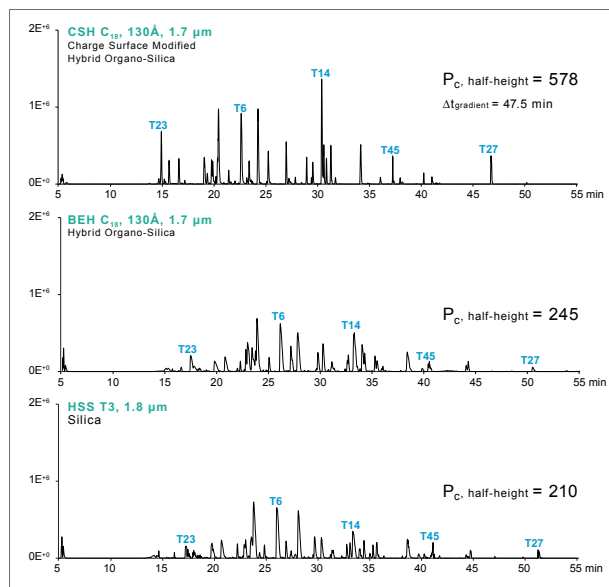 2E⁺⁶
CSH C₁₈, 130Å, 1.7 µm
Charge Surface Modified
Hybrid Organo-Silica
T14
P꜀, half-height = 578
Δtgradient = 47.5 min
T6
T23
1E⁺⁶
T45
T27
0E⁺⁰
5 10 15 20 25 30 35 40 45 50 55 min
2E⁺⁶
BEH C₁₈, 130Å, 1.7 µm
Hybrid Organo-Silica
P꜀, half-height = 245
1E⁺⁶
T6
T14
T23
T45
T27
0E⁺⁰
5 10 15 20 25 30 35 40 45 50 55 min
2E⁺⁶
HSS T3, 1.8 µm
Silica
P꜀, half-height = 210
1E⁺⁶
T6
T14
T23
T45
T27
0E⁺⁰
5 10 15 20 25 30 35 40 45 50 55 min